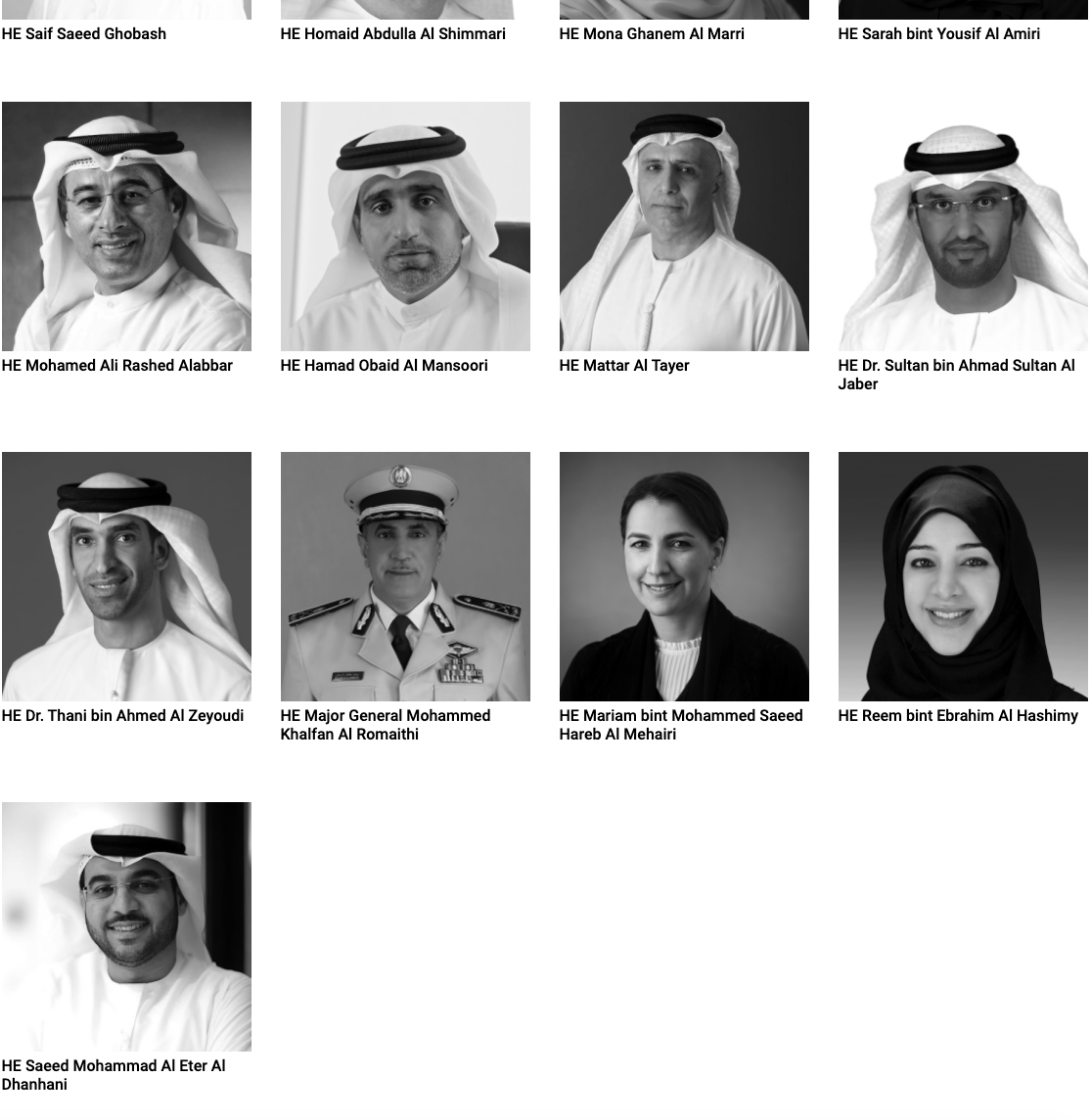 HE Saif Saeed Ghobash
HE Homaid Abdulla Al Shimmari
HE Mona Ghanem Al Marri
HE Sarah bint Yousif Al Amiri
HE Mohamed Ali Rashed Alabbar
HE Hamad Obaid Al Mansoori
HE Mattar Al Tayer
HE Dr. Sultan bin Ahmad Sultan Al
Jaber
HE Dr. Thani bin Ahmed Al Zeyoudi
HE Major General Mohammed
Khalfan Al Romaithi
HE Mariam bint Mohammed Saeed
Hareb Al Mehairi
HE Reem bint Ebrahim Al Hashimy
HE Saeed Mohammad Al Eter Al
Dhanhani